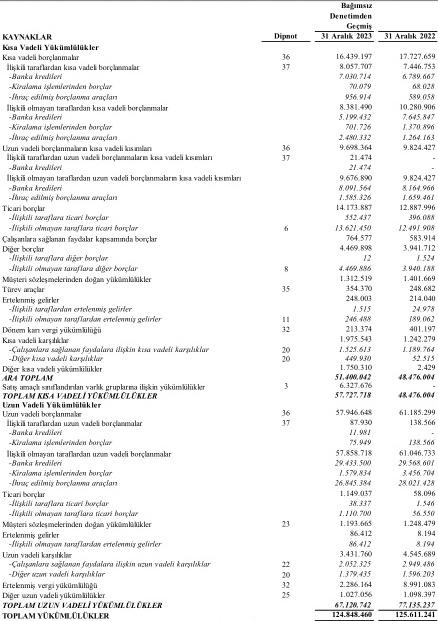 Bağımsız
Denetimden
Geçmiş
KAYNAKLAR Dipnot 31 Aralık 2023 31 Aralık 2022
Kısa Vadeli Yükümlülükler
Kısa vadeli borçlanmalar 36 16.439.197 17.727.659
İlişkili taraflardan kısa vadeli borçlanmalar 37 8.057.707 7.446.753
-Banka kredileri 7.030.714 6.789.667
-Kiralama işlemlerinden borçlar 70.079 68.028
-İhraç edilmiş borçlanma araçları 956.914 589.058
İlişkili olmayan taraflardan kısa vadeli borçlanmalar 8.381.490 10.280.906
-Banka kredileri 5.199.432 7.645.847
-Kiralama işlemlerinden borçlar 701.726 1.370.896
-İhraç edilmiş borçlanma araçları 2.480.332 1.264.163
Uzun vadeli borçlanmaların kısa vadeli kısımları 36 9.698.364 9.824.427
İlişkili taraflardan uzun vadeli borçlanmaların kısa vadeli kısımları 37 21.474 -
-Banka kredileri 21.474 -
İlişkili olmayan taraflardan uzun vadeli borçlanmaların kısa vadeli kısımları 9.676.890 9.824.427
-Banka kredileri 8.091.564 8.164.966
-İhraç edilmiş borçlanma araçları 1.585.326 1.659.461
Ticari borçlar 14.173.887 12.887.996
-İlişkili taraflara ticari borçlar 552.437 396.088
-İlişkili olmayan taraflara ticari borçlar 6 13.621.450 12.491.908
Çalışanlara sağlanan faydalar kapsamında borçlar 764.577 583.914
Diğer borçlar 4.469.898 3.941.712
-İlişkili taraflara diğer borçlar 12 1.524
-İlişkili olmayan taraflara diğer borçlar 8 4.469.886 3.940.188
Müşteri sözleşmelerinden doğan yükümlülükler 1.312.519 1.401.669
Türev araçlar 35 354.370 248.682
Ertelenmiş gelirler 248.003 214.040
-İlişkili taraflardan ertelenmiş gelirler 1.515 24.978
-İlişkili olmayan taraflardan ertelenmiş gelirler 11 246.488 189.062
Dönem karı vergi yükümlülüğü 32 213.374 401.197
Kısa vadeli karşılıklar 1.975.543 1.242.279
-Çalışanlara sağlanan faydalara ilişkin kısa vadeli karşılıklar 20 1.525.613 1.189.764
-Diğer kısa vadeli karşılıklar 20 449.930 52.515
Diğer kısa vadeli yükümlülükler 1.750.310 2.429
ARA TOPLAM 51.400.042 48.476.004
Satış amaçlı sınıflandırılan varlık gruplarına ilişkin yükümlülükler 3 6.327.676 -
TOPLAM KISA VADELİ YÜKÜMLÜLÜKLER 57.727.718 48.476.004
Uzun Vadeli Yükümlülükler
Uzun vadeli borçlanmalar 36 57.946.648 61.185.299
İlişkili taraflardan uzun vadeli borçlanmalar 37 87.930 138.566
-Banka kredileri 11.981 -
-Kiralama işlemlerinden borçlar 75.949 138.566
İlişkili olmayan taraflardan uzun vadeli borçlanmalar 57.858.718 61.046.733
-Banka kredileri 29.433.500 29.568.601
-Kiralama işlemlerinden borçlar 1.579.834 3.456.704
-İhraç edilmiş borçlanma araçları 26.845.384 28.021.428
Ticari borçlar 1.149.037 58.096
-İlişkili taraflara ticari borçlar 38.337 1.546
-İlişkili olmayan taraflara ticari borçlar 1.110.700 56.550
Müşteri sözleşmelerinden doğan yükümlülükler 23 1.193.665 1.248.479
Ertelenmiş gelirler 86.412 8.194
-İlişkili olmayan taraflardan ertelenmiş gelirler 86.412 8.194
Uzun vadeli karşılıklar 3.431.760 4.545.689
-Çalışanlara sağlanan faydalara ilişkin uzun vadeli karşılıklar 22 2.052.325 2.949.486
-Diğer uzun vadeli karşılıklar 20 1.379.435 1.596.203
Ertelenmiş vergi yükümlülüğü 32 2.286.164 8.991.083
Diğer uzun vadeli yükümlülükler 25 1.027.056 1.098.397
TOPLAM UZUN VADELİ YÜKÜMLÜLÜKLER 67.120.742 77.135.237
TOPLAM YÜKÜMLÜLÜKLER 124.848.460 125.611.241